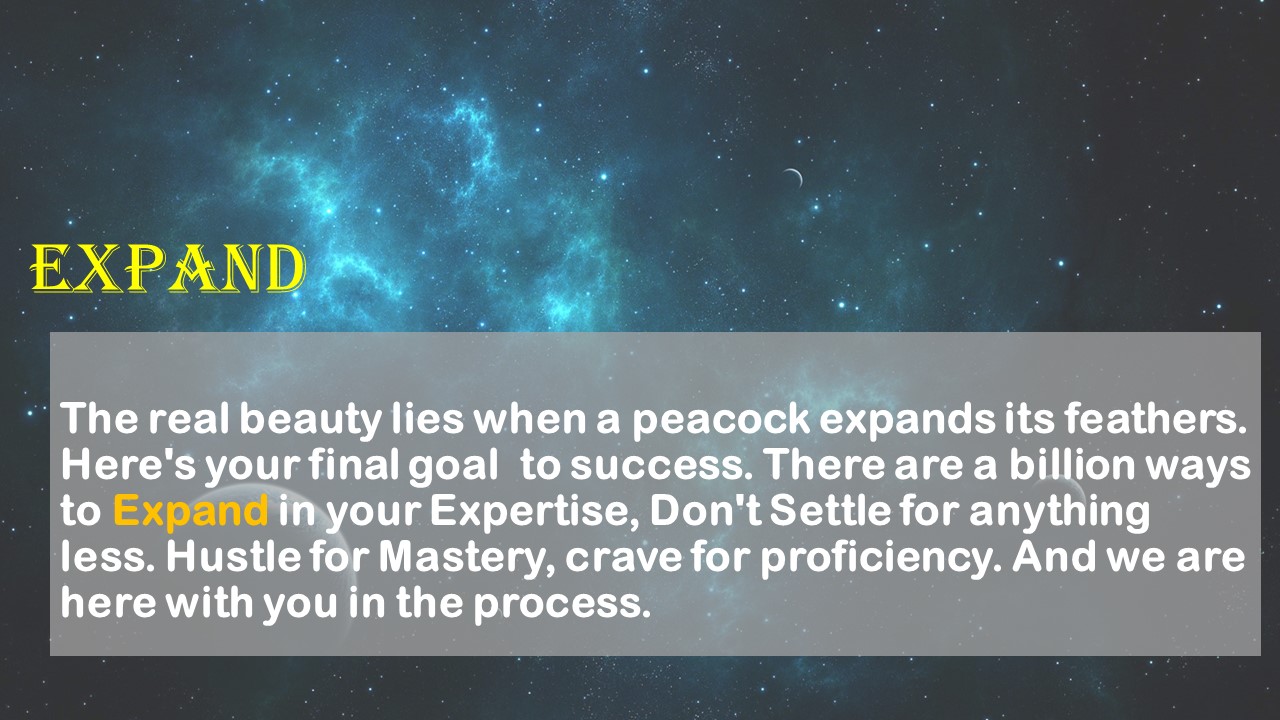 EXPAND
The real beauty lies when a peacock expands its feathers.
Here's your final goal  to success. There are a billion ways
to Expand in your Expertise, Don't Settle for anything
less. Hustle for Mastery, crave for proficiency. And we are
here with you in the process.